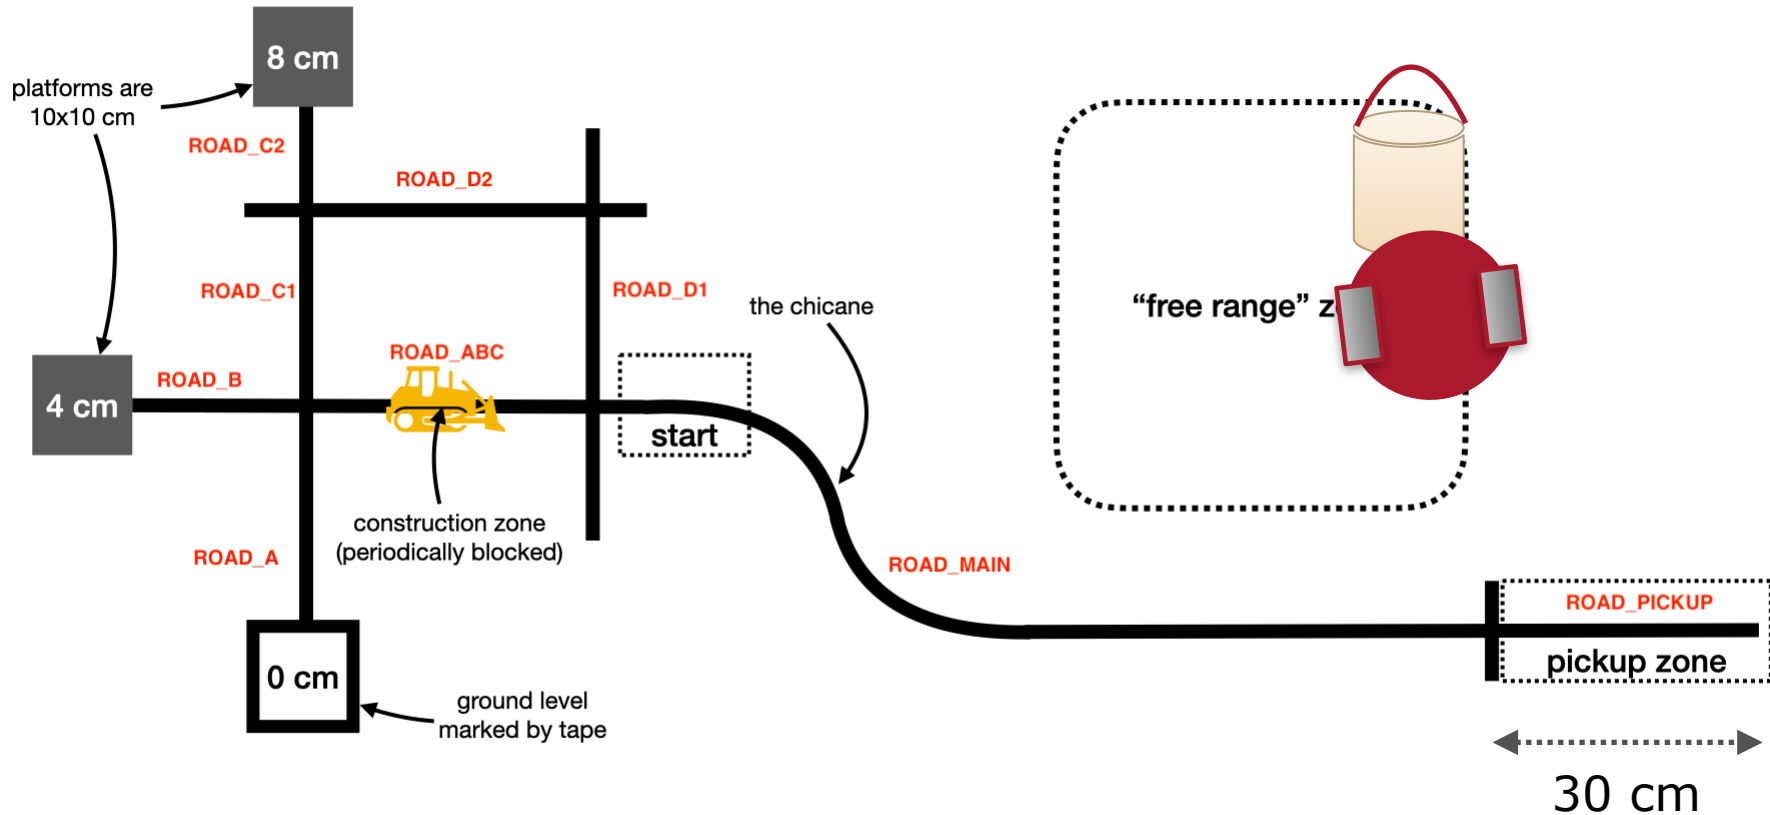 8 cm
platforms are
10x10 cm
ROAD_C2
ROAD_D2
ROAD_C1
ROAD_D1
the chicane
"free range" z
ROAD_ABC
ROAD_B
4 cm
start
construction zone
(periodically blocked)
ROAD_A
ROAD_MAIN
ROAD_PICKUP
pickup zone
0 cm
ground level
marked by tape
30 cm